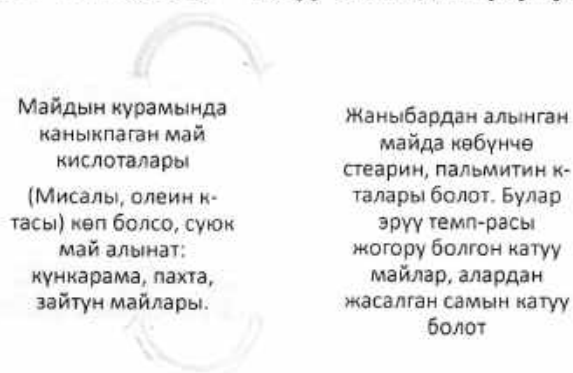 Майдын курамында
каныкпаган май
кислоталары
(Мисалы, олеин к-
тасы) көп болсо, суюк
май алынат:
күнкарама, пахта,
зайтун майлары.
Жаныбардан алынган
майда көбүнчө
стеарин, пальмитин к-
талары болот. Булар
эрүү темп-расы
жогору болгон катуу
майлар, алардан
жасалган самын катуу
болот